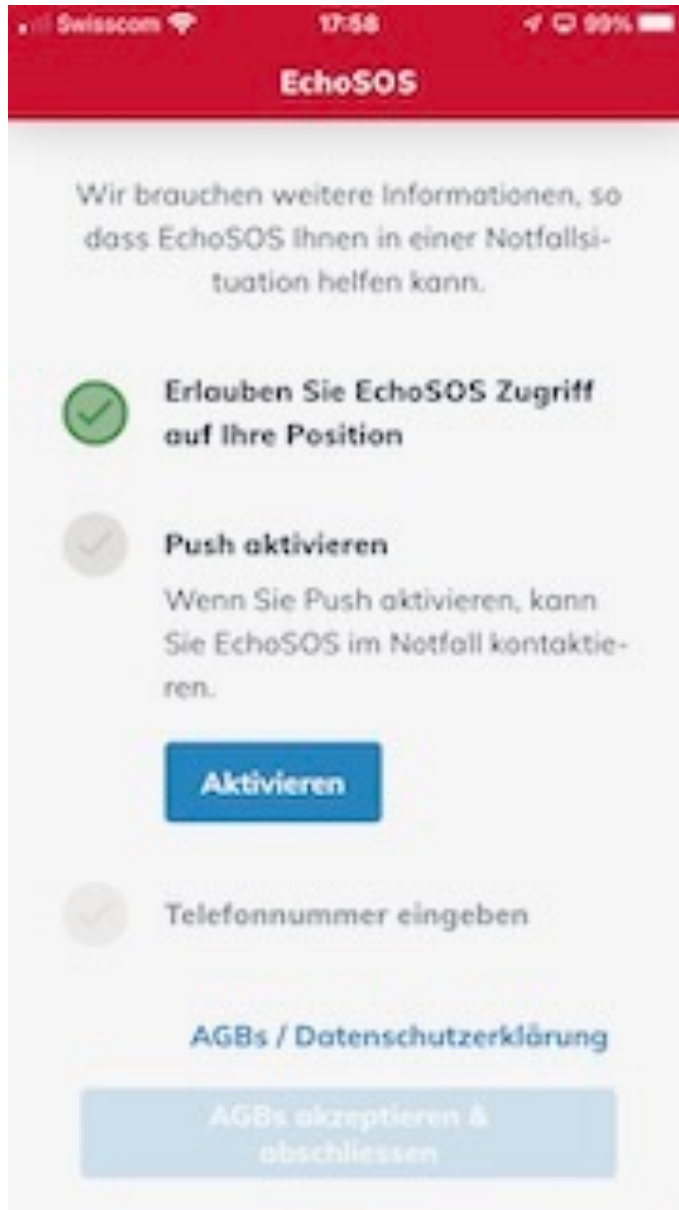 Swisscom 17:58 99%
EchoSOS
Wir brauchen weitere Informationen, so
dass EchoSOS Ihnen in einer Notfallsi-
tuation helfen kann.
Erlauben Sie EchoSOS Zugriff
auf Ihre Position
Push aktivieren
Wenn Sie Push aktivieren, kann
Sie EchoSOS im Notfall kontaktie-
ren.
Aktivieren
Telefonnummer eingeben
AGBs / Datenschutzerklärung
AGBs akzeptieren &
abschliessen